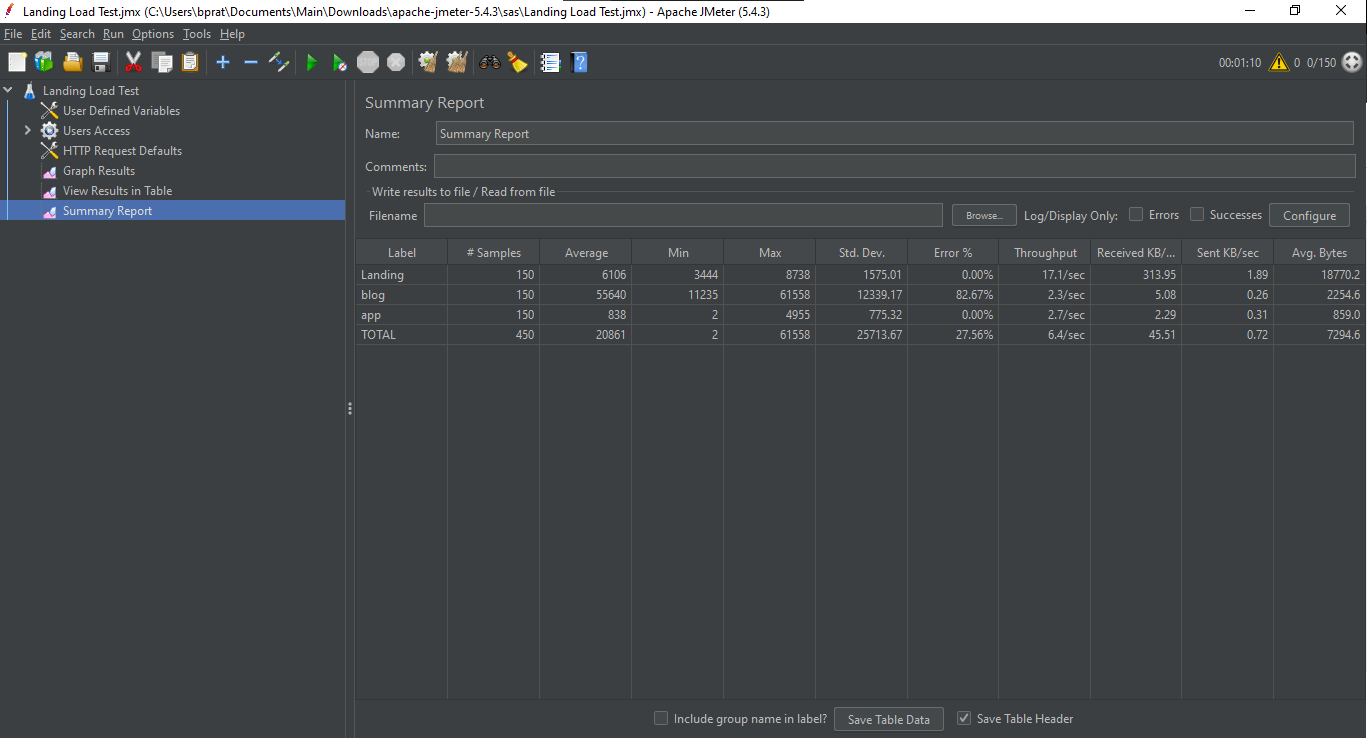 Landing Load Test.jmx (C:\Users\bprat\Documents\Main\Downloads\apache-jmeter-5.4.3\sas\Landing Load Test.jmx) - Apache JMeter (5.4.3)
File Edit Search Run Options Tools Help
STOP 00:01:10 0 0/150
Landing Load Test
User Defined Variables
Users Access
HTTP Request Defaults
Graph Results
View Results in Table
Summary Report
Summary Report
Name: Summary Report
Comments:
Write results to file / Read from file
Filename Browse... Log/Display Only: Errors Successes Configure
Label # Samples Average Min Max Std. Dev. Error % Throughput Received KB/... Sent KB/sec Avg. Bytes
Landing 150 6106 3444 8738 1575.01 0.00% 17.1/sec 313.95 1.89 18770.2
blog 150 55640 11235 61558 12339.17 82.67% 2.3/sec 5.08 0.26 2254.6
app 150 838 2 4955 775.32 0.00% 2.7/sec 2.29 0.31 859.0
TOTAL 450 20861 2 61558 25713.67 27.56% 6.4/sec 45.51 0.72 7294.6
Include group name in label? Save Table Data Save Table Header